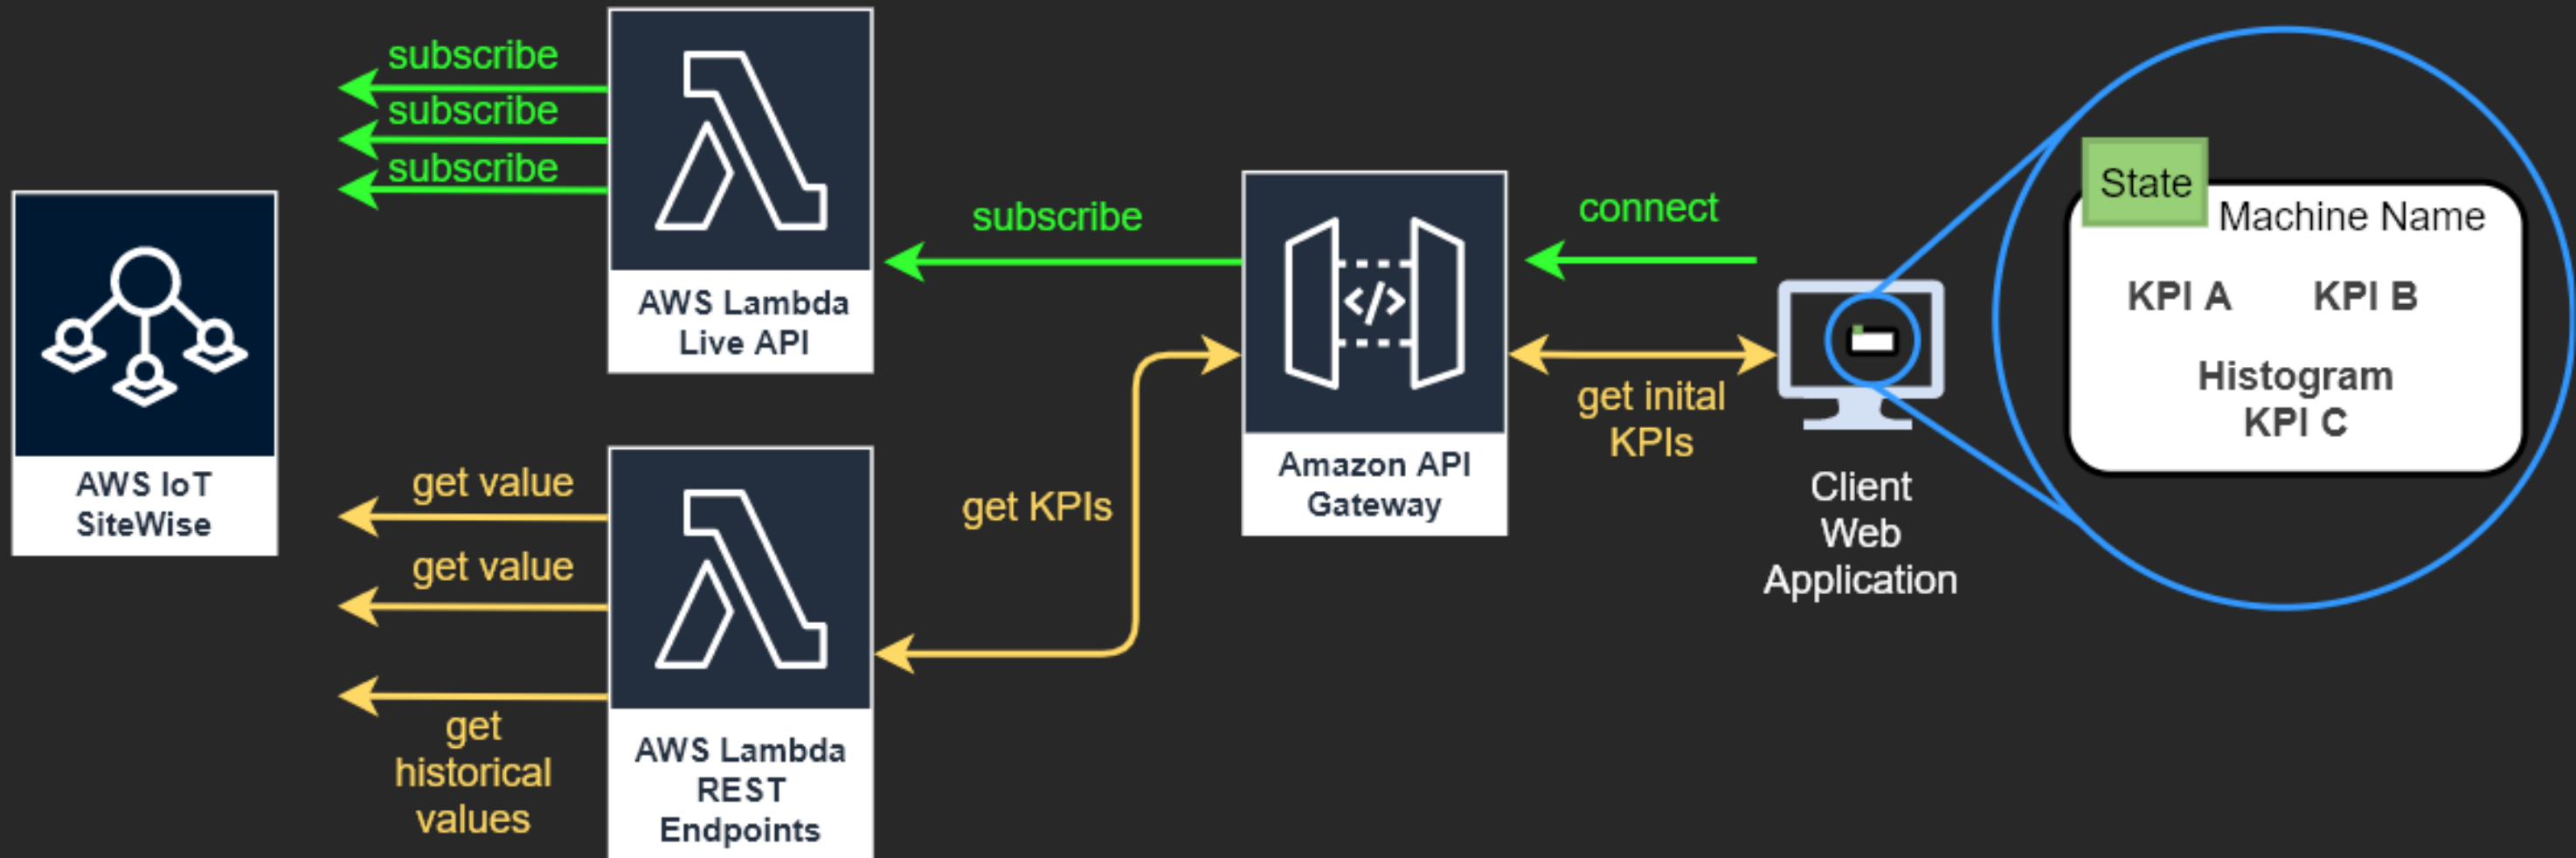 subscribe
subscribe
subscribe
AWS Lambda
Live API
AWS IoT
SiteWise
get value
get value
get
historical
values
AWS Lambda
REST
Endpoints
subscribe
get KPIs
Amazon API
Gateway
connect
get inital
KPIs
Client
Web
Application
State
Machine Name
KPI A
KPI B
Histogram
KPI C